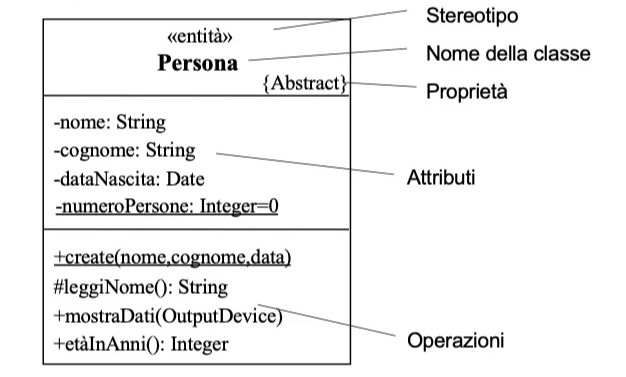 «entità»
Persona
{Abstract}
-nome: String
-cognome: String
-dataNascita: Date
-numeroPersone: Integer=0
+create(nome,cognome,data)
#leggiNome(): String
+mostraDati(OutputDevice)
+etàInAnni(): Integer
Stereotipo
Nome della classe
Proprietà
Attributi
Operazioni